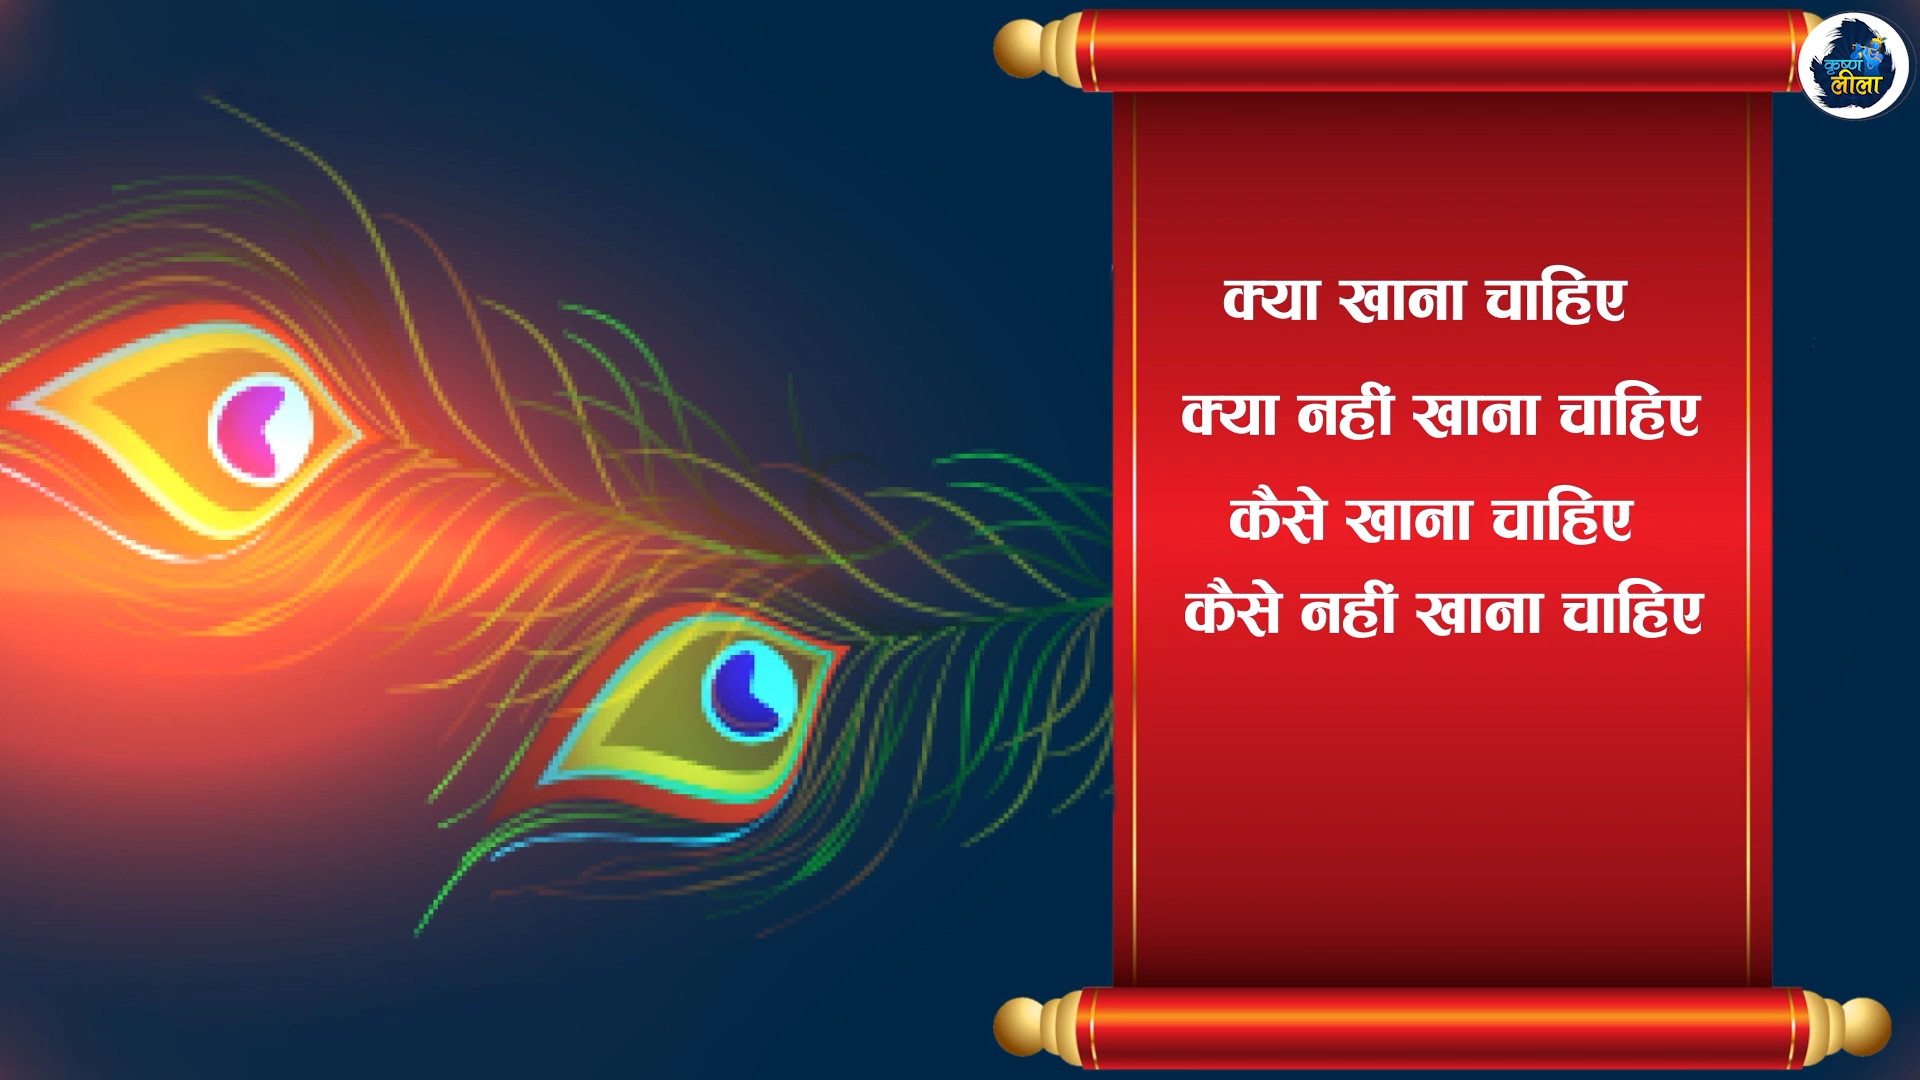 कृष्ण
लीला
क्या खाना चाहिए
क्या नहीं खाना चाहिए
कैसे खाना चाहिए
कैसे नहीं खाना चाहिए